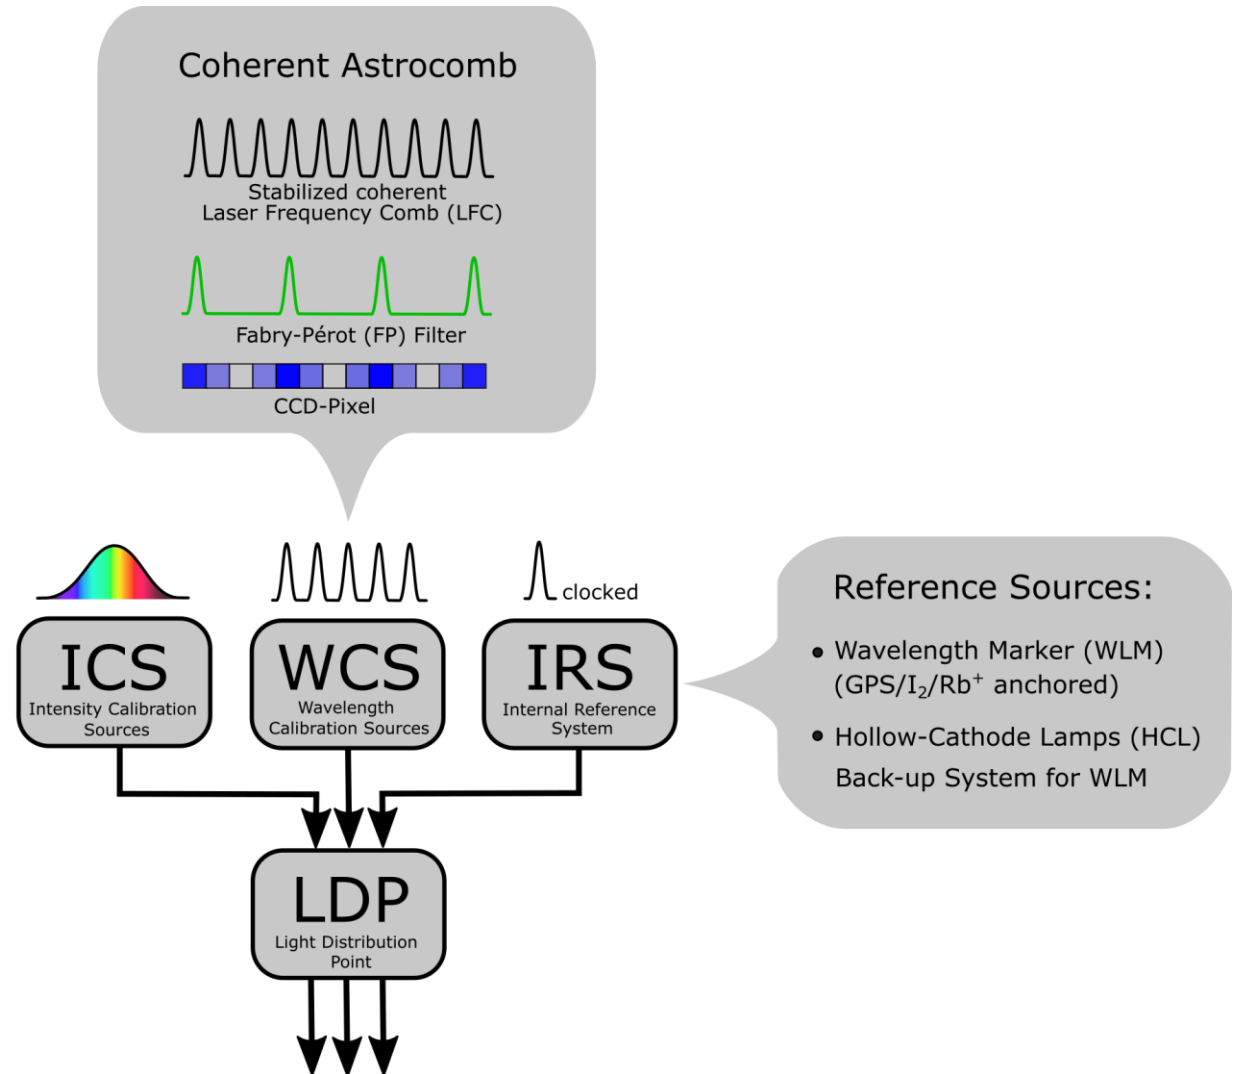 Coherent Astrocomb
Stabilized coherent
Laser Frequency Comb (LFC)
Fabry-Pérot (FP) Filter
CCD-Pixel
clocked
ICS
Intensity Calibration
Sources
WCS
Wavelength
Calibration Sources
IRS
Internal Reference
System
Reference Sources:
• Wavelength Marker (WLM)
(GPS/I₂/Rb⁺ anchored)
• Hollow-Cathode Lamps (HCL)
Back-up System for WLM
LDP
Light Distribution
Point